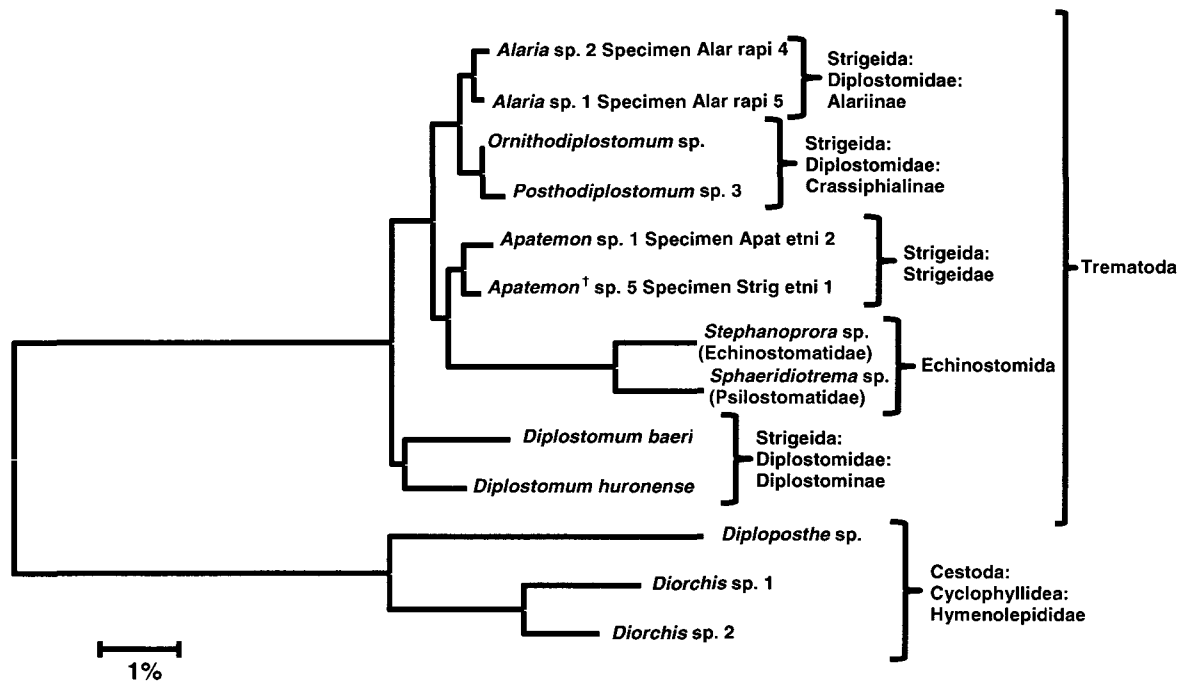 Alaria sp. 2 Specimen Alar rapi 4
Alaria sp. 1 Specimen Alar rapi 5
Strigeida:
Diplostomidae:
Alariinae
Ornithodiplostomum sp.
Posthodiplostomum sp. 3
Strigeida:
Diplostomidae:
Crassiphialinae
Apatemon sp. 1 Specimen Apat etni 2
Apatemon† sp. 5 Specimen Strig etni 1
Strigeida:
Strigeidae
Trematoda
Stephanoprora sp.
(Echinostomatidae)
Sphaeridiotrema sp.
(Psilostomatidae)
Echinostomida
Diplostomum baeri
Diplostomum huronense
Strigeida:
Diplostomidae:
Diplostominae
Diploposthe sp.
Diorchis sp. 1
Diorchis sp. 2
Cestoda:
Cyclophyllidea:
Hymenolepididae
1%